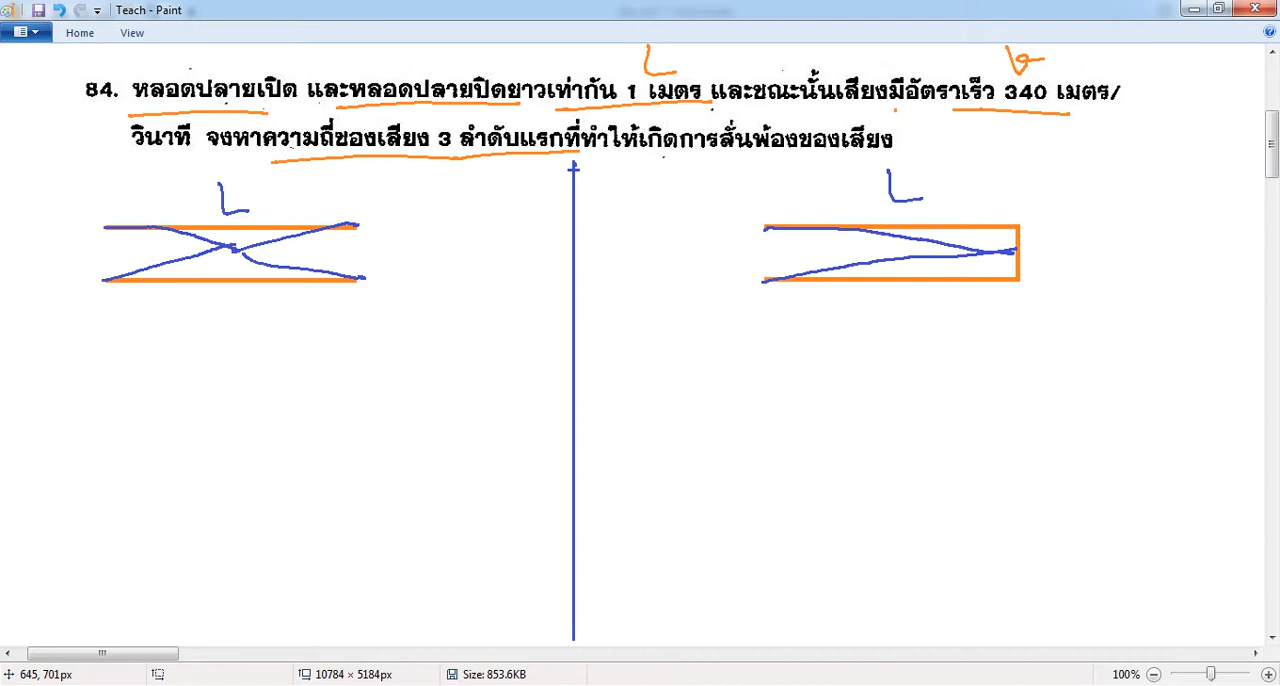 Teach - Paint
Home View
L v
84. หลอดปลายเปิด และหลอดปลายปิดยาวเท่ากัน 1 เมตร และขณะนั้นเสียงมีอัตราเร็ว 340 เมตร/
วินาที จงหาความถี่ของเสียง 3 ลำดับแรกที่ทำให้เกิดการสั่นพ้องของเสียง
L L
645, 701px 10784 × 5184px Size: 853.6KB 100%